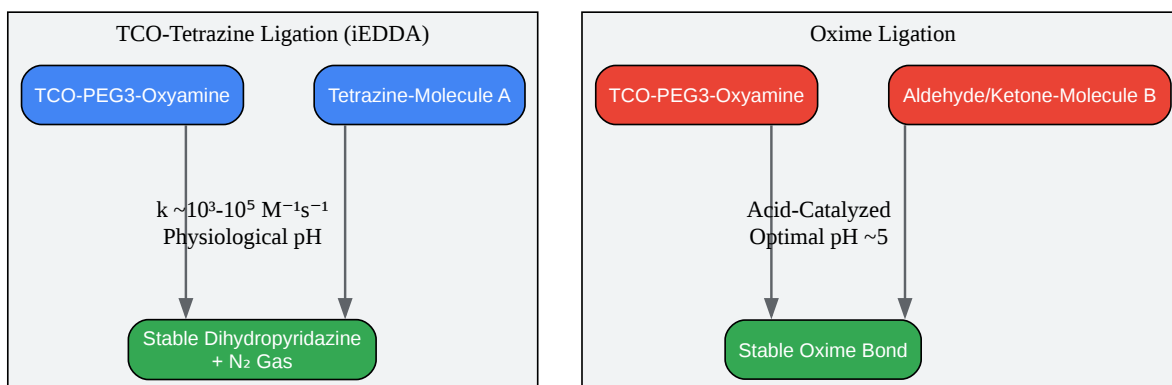 TCO-Tetrazine Ligation (iEDDA)
TCO-PEG3-Oxyamine
Tetrazine-Molecule A
k ~10³-10⁵ M⁻¹s⁻¹
Physiological pH
Stable Dihydropyridazine
+ N₂ Gas
Oxime Ligation
TCO-PEG3-Oxyamine
Aldehyde/Ketone-Molecule B
Acid-Catalyzed
Optimal pH ~5
Stable Oxime Bond